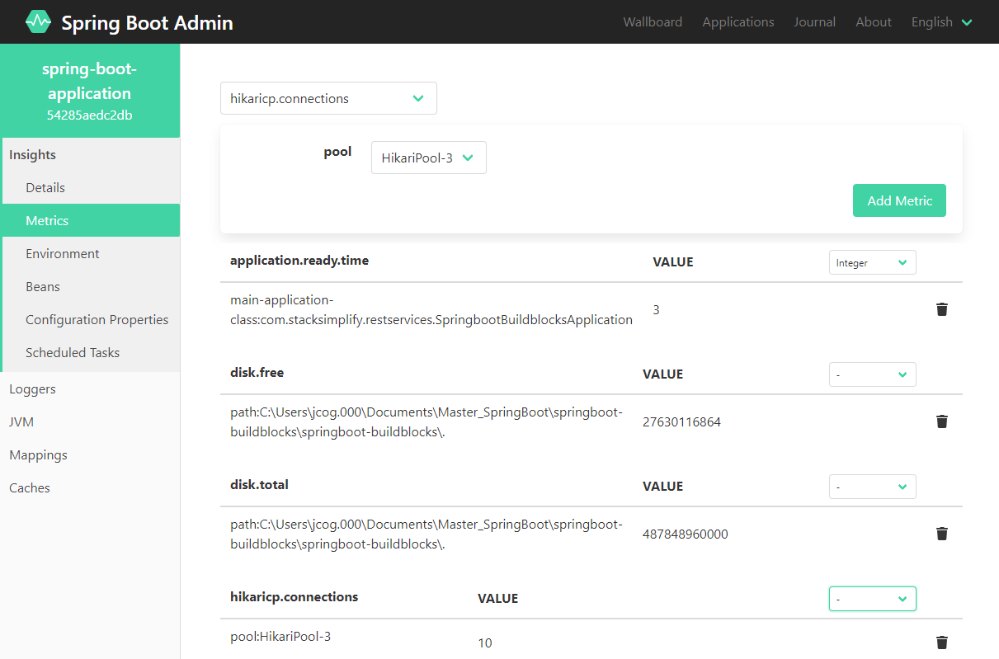 Spring Boot Admin
Wallboard Applications Journal About English
spring-boot-
application
54285aedc2db
Insights
Details
Metrics
Environment
Beans
Configuration Properties
Scheduled Tasks
Loggers
JVM
Mappings
Caches
hikaricp.connections
pool HikariPool-3
Add Metric
application.ready.time VALUE Integer
main-application-
class:com.stacksimplify.restservices.SpringbootBuildblocksApplication 3
disk.free VALUE -
path:C:\Users\jcog.000\Documents\Master_SpringBoot\springboot-
buildblocks\springboot-buildblocks\. 27630116864
disk.total VALUE -
path:C:\Users\jcog.000\Documents\Master_SpringBoot\springboot-
buildblocks\springboot-buildblocks\. 487848960000
hikaricp.connections VALUE -
pool:HikariPool-3 10